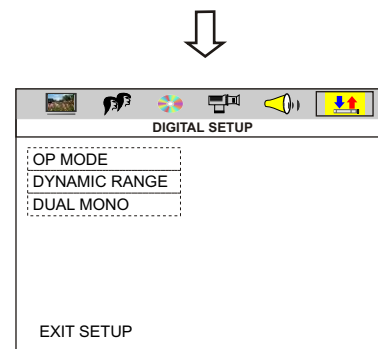 DIGITAL SETUP
OP MODE
DYNAMIC RANGE
DUAL MONO
EXIT SETUP